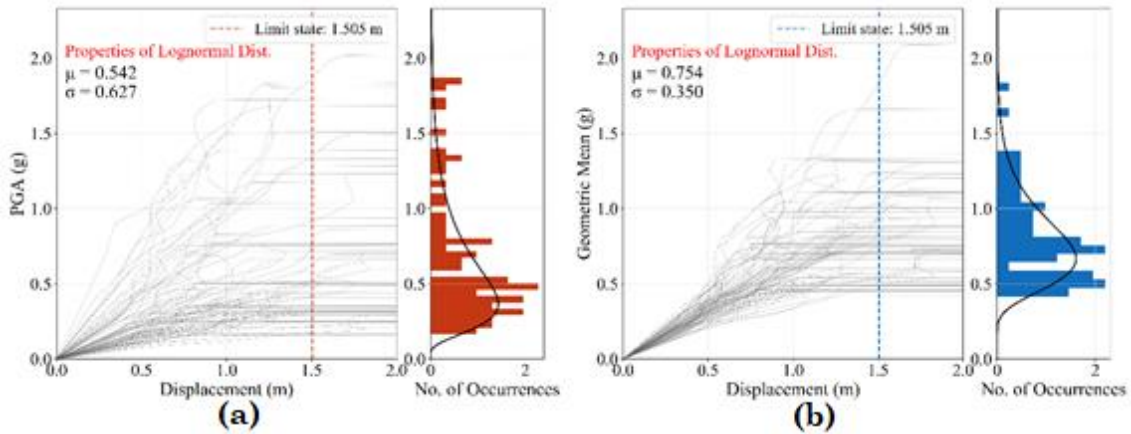 Limit state: 1.505 m
Properties of Lognormal Dist.
μ = 0.542
σ = 0.627
PGA (g)
2.0
1.5
1.0
0.5
0.0
0.0 0.5 1.0 1.5 2.0
Displacement (m)
2.0
1.5
1.0
0.5
0.0
0 2
No. of Occurrences
(a)
Limit state: 1.505 m
Properties of Lognormal Dist.
μ = 0.754
σ = 0.350
Geometric Mean (g)
2.0
1.5
1.0
0.5
0.0
0.0 0.5 1.0 1.5 2.0
Displacement (m)
2.0
1.5
1.0
0.5
0.0
0 1 2
No. of Occurrences
(b)